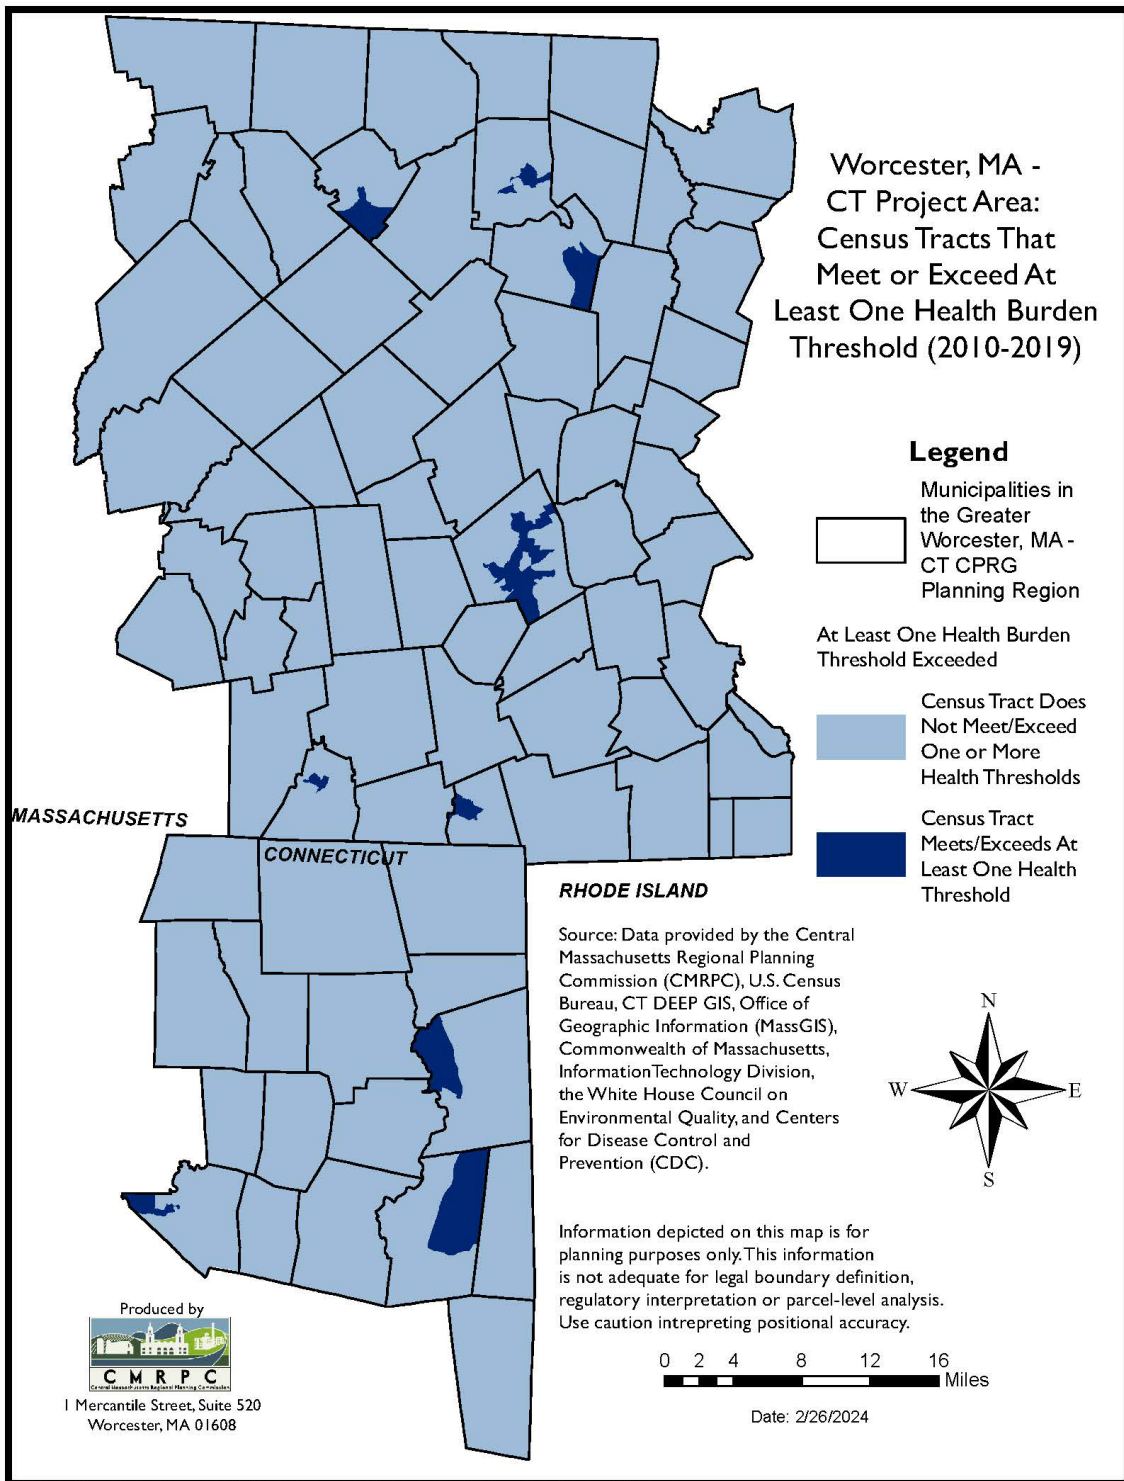 Worcester, MA -
CT Project Area:
Census Tracts That
Meet or Exceed At
Least One Health Burden
Threshold (2010-2019)
Legend
Municipalities in
the Greater
Worcester, MA -
CT CPRG
Planning Region
At Least One Health Burden
Threshold Exceeded
Census Tract Does
Not Meet/Exceed
One or More
Health Thresholds
Census Tract
Meets/Exceeds At
Least One Health
Threshold
MASSACHUSETTS
CONNECTICUT
RHODE ISLAND
Source: Data provided by the Central
Massachusetts Regional Planning
Commission (CMRPC), U.S. Census
Bureau, CT DEEP GIS, Office of
Geographic Information (MassGIS),
Commonwealth of Massachusetts,
InformationTechnology Division,
the White House Council on
Environmental Quality, and Centers
for Disease Control and
Prevention (CDC).
N
W
E
S
Information depicted on this map is for
planning purposes only. This information
is not adequate for legal boundary definition,
regulatory interpretation or parcel-level analysis.
Use caution intrepreting positional accuracy.
0 2 4 8 12 16
Miles
Date: 2/26/2024
Produced by
CMRPC
Central Massachusetts Regional Planning Commission
1 Mercantile Street, Suite 520
Worcester, MA 01608